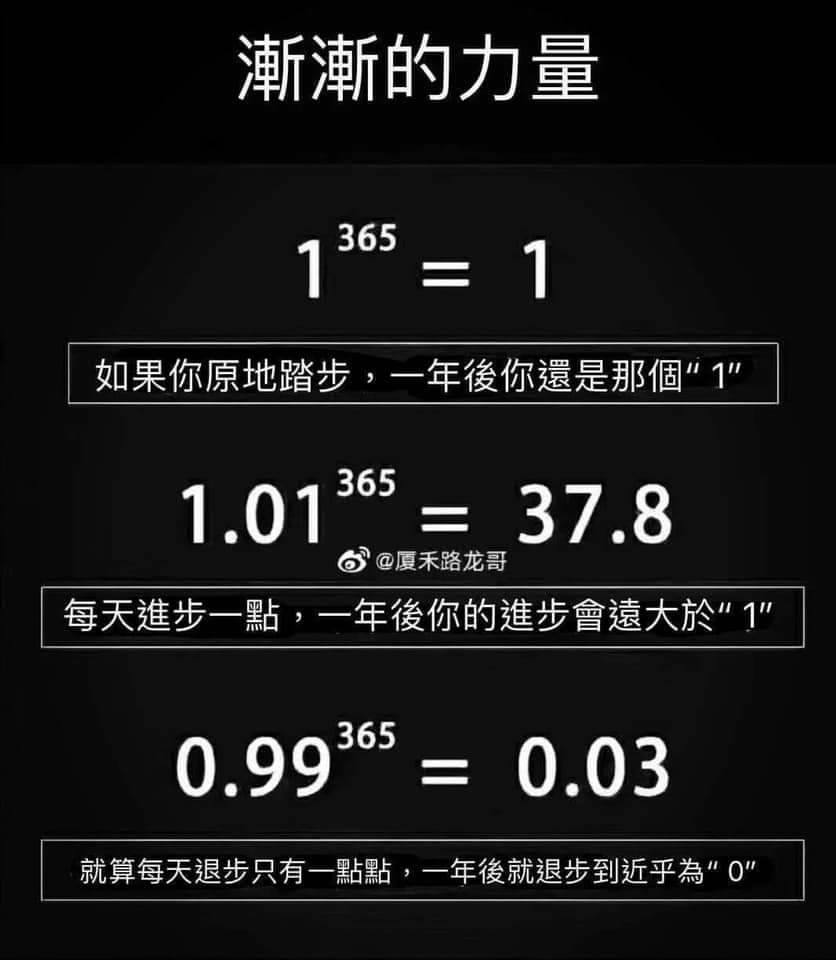 漸漸的力量
1³⁶⁵ = 1
如果你原地踏步，一年後你還是那個“ 1”
1.01³⁶⁵ = 37.8
@厦禾路龙哥
每天進步一點，一年後你的進步會遠大於“ 1”
0.99³⁶⁵ = 0.03
就算每天退步只有一點點，一年後就退步到近乎為“ 0”